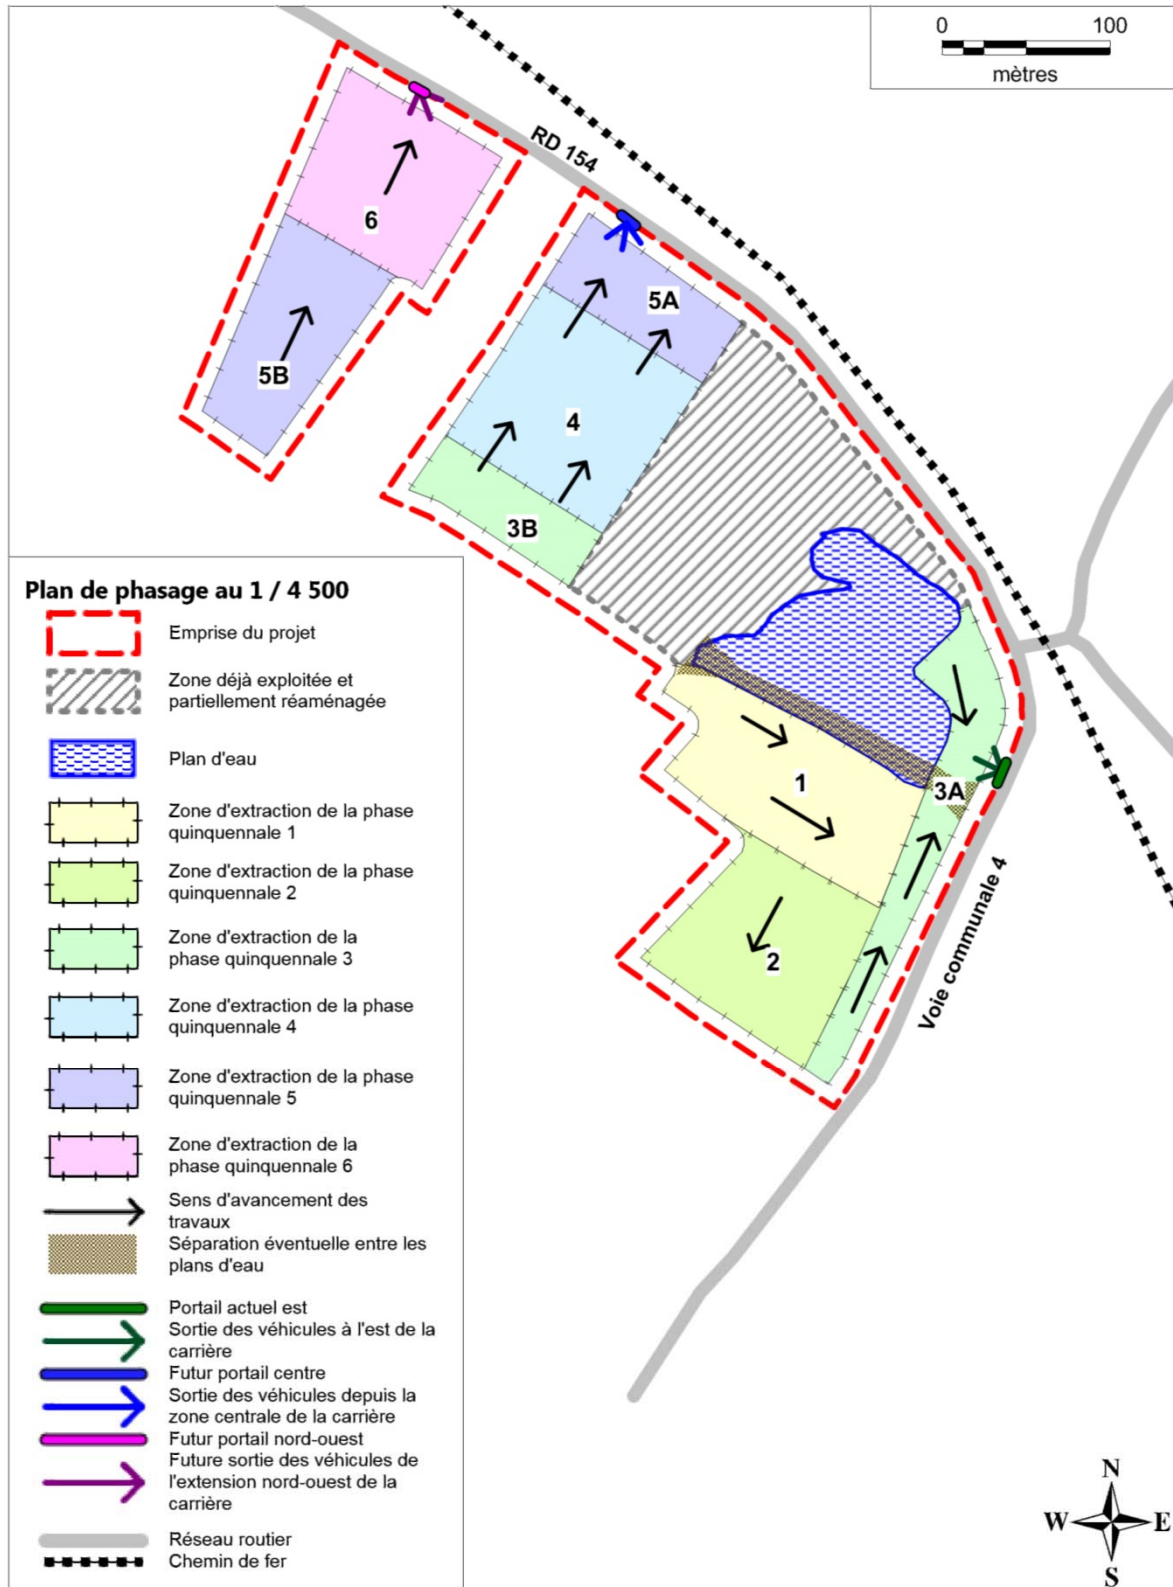 0 100
mètres
RD 154
6
5A
5B
4
3B
1
3A
2
Voie communale 4
Plan de phasage au 1 / 4 500
Emprise du projet
Zone déjà exploitée et
partiellement réaménagée
Plan d'eau
Zone d'extraction de la phase
quinquennale 1
Zone d'extraction de la phase
quinquennale 2
Zone d'extraction de la
phase quinquennale 3
Zone d'extraction de la phase
quinquennale 4
Zone d'extraction de la phase
quinquennale 5
Zone d'extraction de la
phase quinquennale 6
Sens d'avancement des
travaux
Séparation éventuelle entre les
plans d'eau
Portail actuel est
Sortie des véhicules à l'est de la
carrière
Futur portail centre
Sortie des véhicules depuis la
zone centrale de la carrière
Futur portail nord-ouest
Future sortie des véhicules de
l'extension nord-ouest de la
carrière
Réseau routier
Chemin de fer
N
W E
S